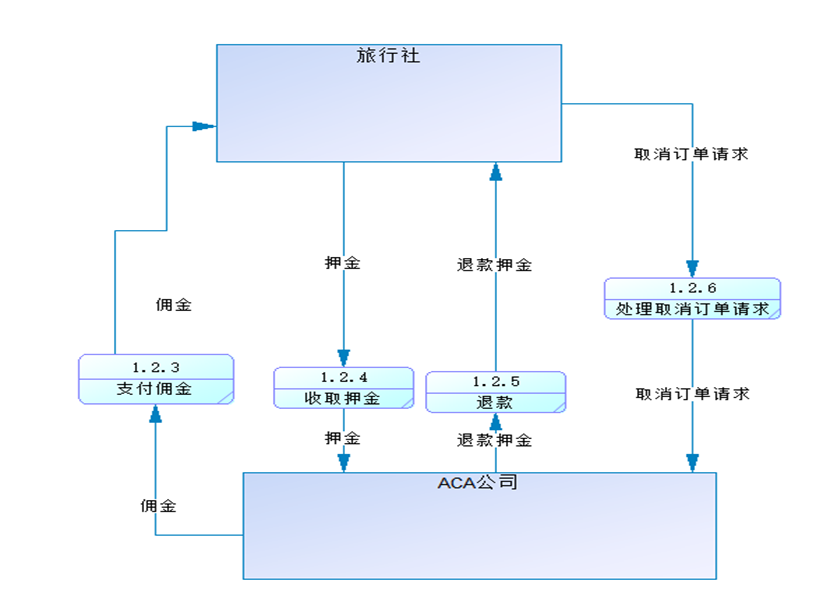 旅行社
取消订单请求
押金
退款押金
1.2.6
处理取消订单请求
佣金
1.2.3
支付佣金
1.2.4
收取押金
1.2.5
退款
取消订单请求
押金
退款押金
ACA公司
佣金